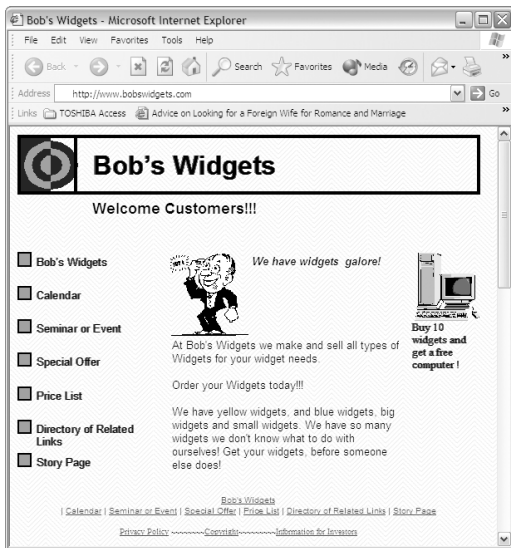 Bob's Widgets - Microsoft Internet Explorer
File Edit View Favorites Tools Help
Back Search Favorites Media
Address http://www.bobswidgets.com Go
Links TOSHIBA Access Advice on Looking for a Foreign Wife for Romance and Marriage
Bob's Widgets
Welcome Customers!!!
Bob's Widgets
Calendar
Seminar or Event
Special Offer
Price List
Directory of Related
Links
Story Page
We have widgets galore!
At Bob's Widgets we make and sell all types of
Widgets for your widget needs.
Order your Widgets today!!!
We have yellow widgets, and blue widgets, big
widgets and small widgets. We have so many
widgets we don't know what to do with
ourselves! Get your widgets, before someone
else does!
Buy 10
widgets and
get a free
computer !
Bob's Widgets
| Calendar | Seminar or Event | Special Offer | Price List | Directory of Related Links | Story Page
Privacy Policy ~~~~~~~Copyright~~~~~~~~Information for Investors